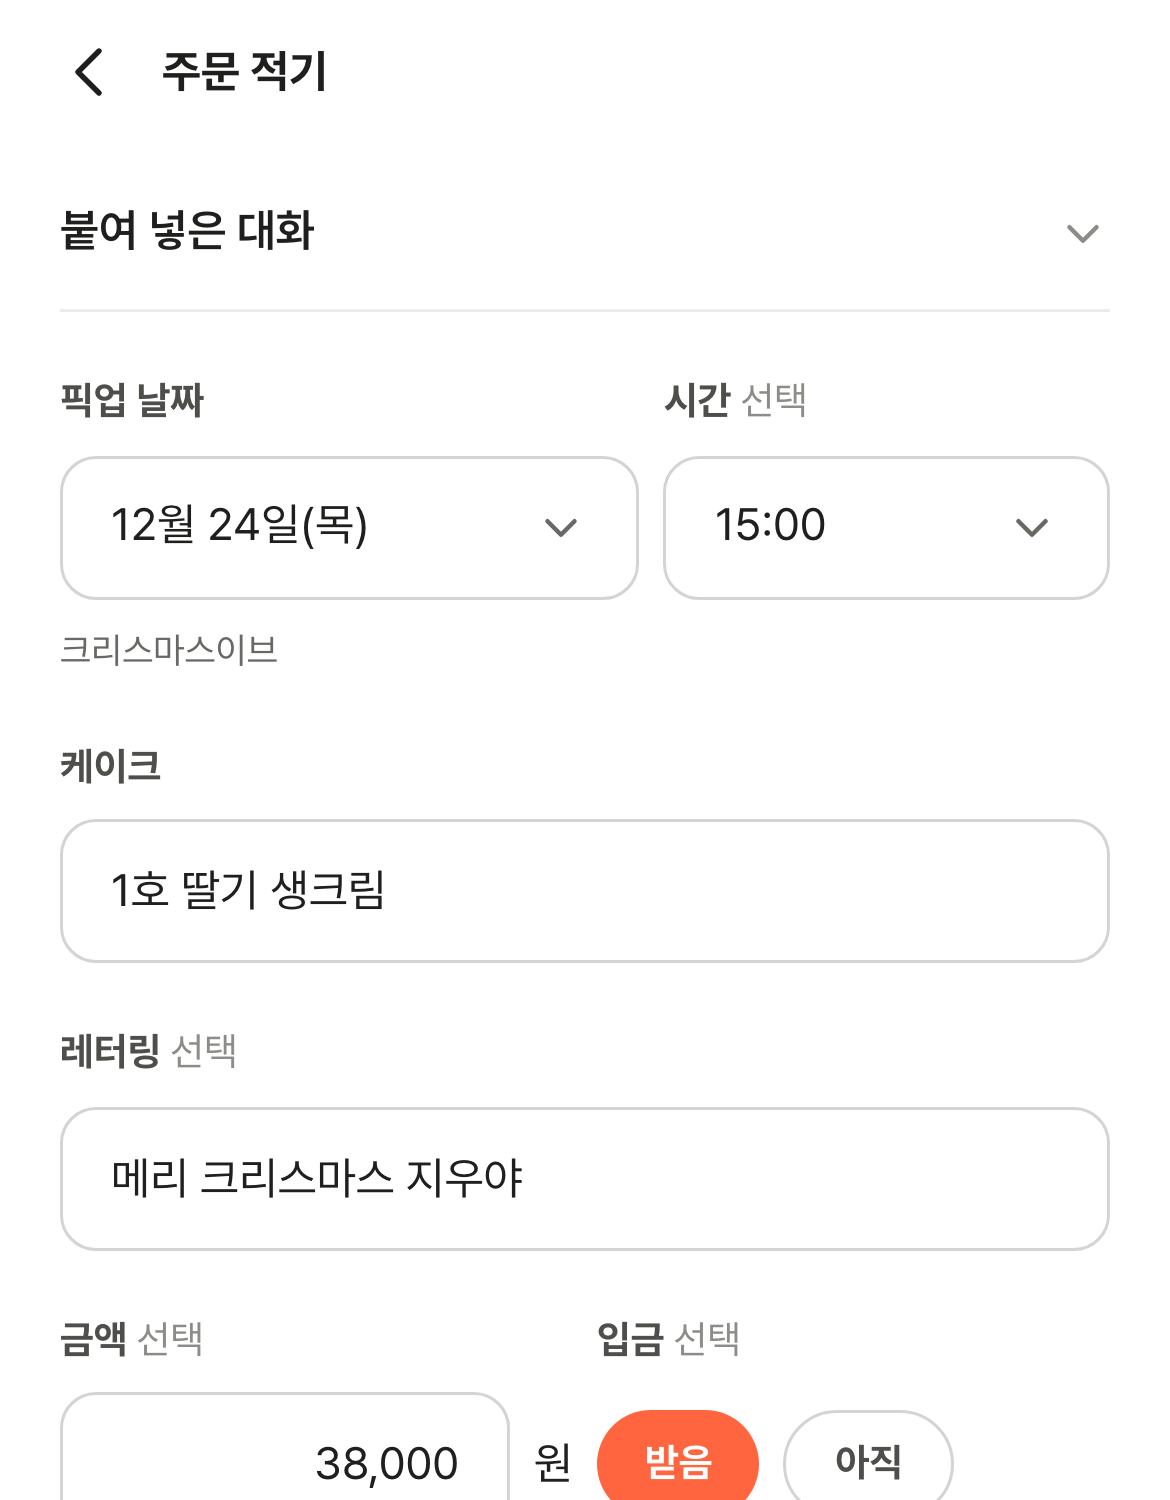 주문 적기
붙여 넣은 대화
픽업 날짜
시간 선택
12월 24일(목)
15:00
크리스마스이브
케이크
1호 딸기 생크림
레터링 선택
메리 크리스마스 지우야
금액 선택
입금 선택
38,000 원
받음
아직